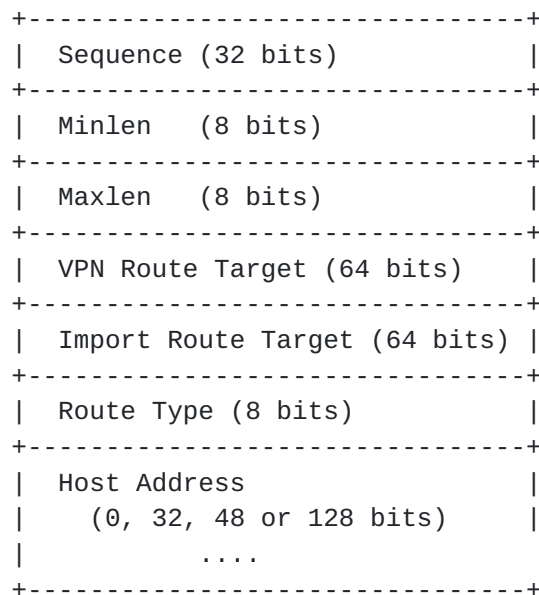 +-------------------------------+
|  Sequence (32 bits)           |
+-------------------------------+
|  Minlen   (8 bits)            |
+-------------------------------+
|  Maxlen   (8 bits)            |
+-------------------------------+
|  VPN Route Target (64 bits)   |
+-------------------------------+
|  Import Route Target (64 bits) |
+-------------------------------+
|  Route Type (8 bits)          |
+-------------------------------+
|  Host Address                 |
|    (0, 32, 48 or 128 bits)    |
|           ....
+-------------------------------+